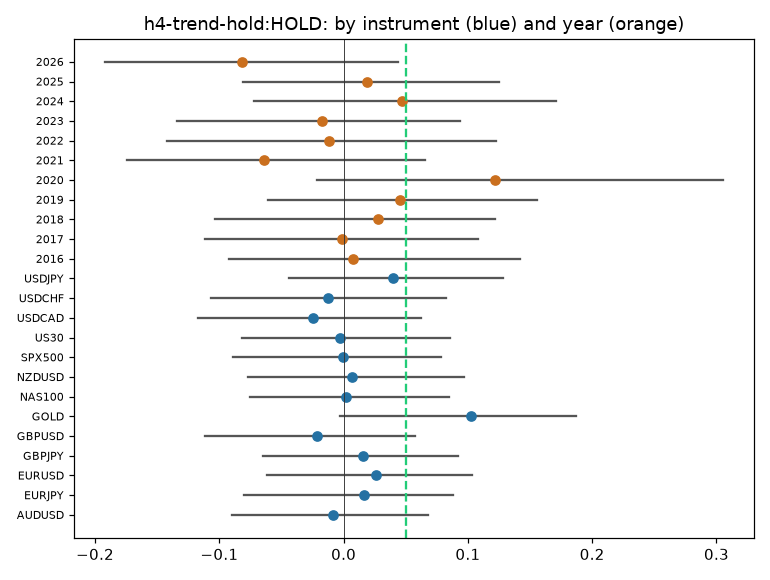 h4-trend-hold:HOLD: by instrument (blue) and year (orange)
2026
2025
2024
2023
2022
2021
2020
2019
2018
2017
2016
USDJPY
USDCHF
USDCAD
US30
SPX500
NZDUSD
NAS100
GOLD
GBPUSD
GBPJPY
EURUSD
EURJPY
AUDUSD
−0.2 −0.1 0.0 0.1 0.2 0.3